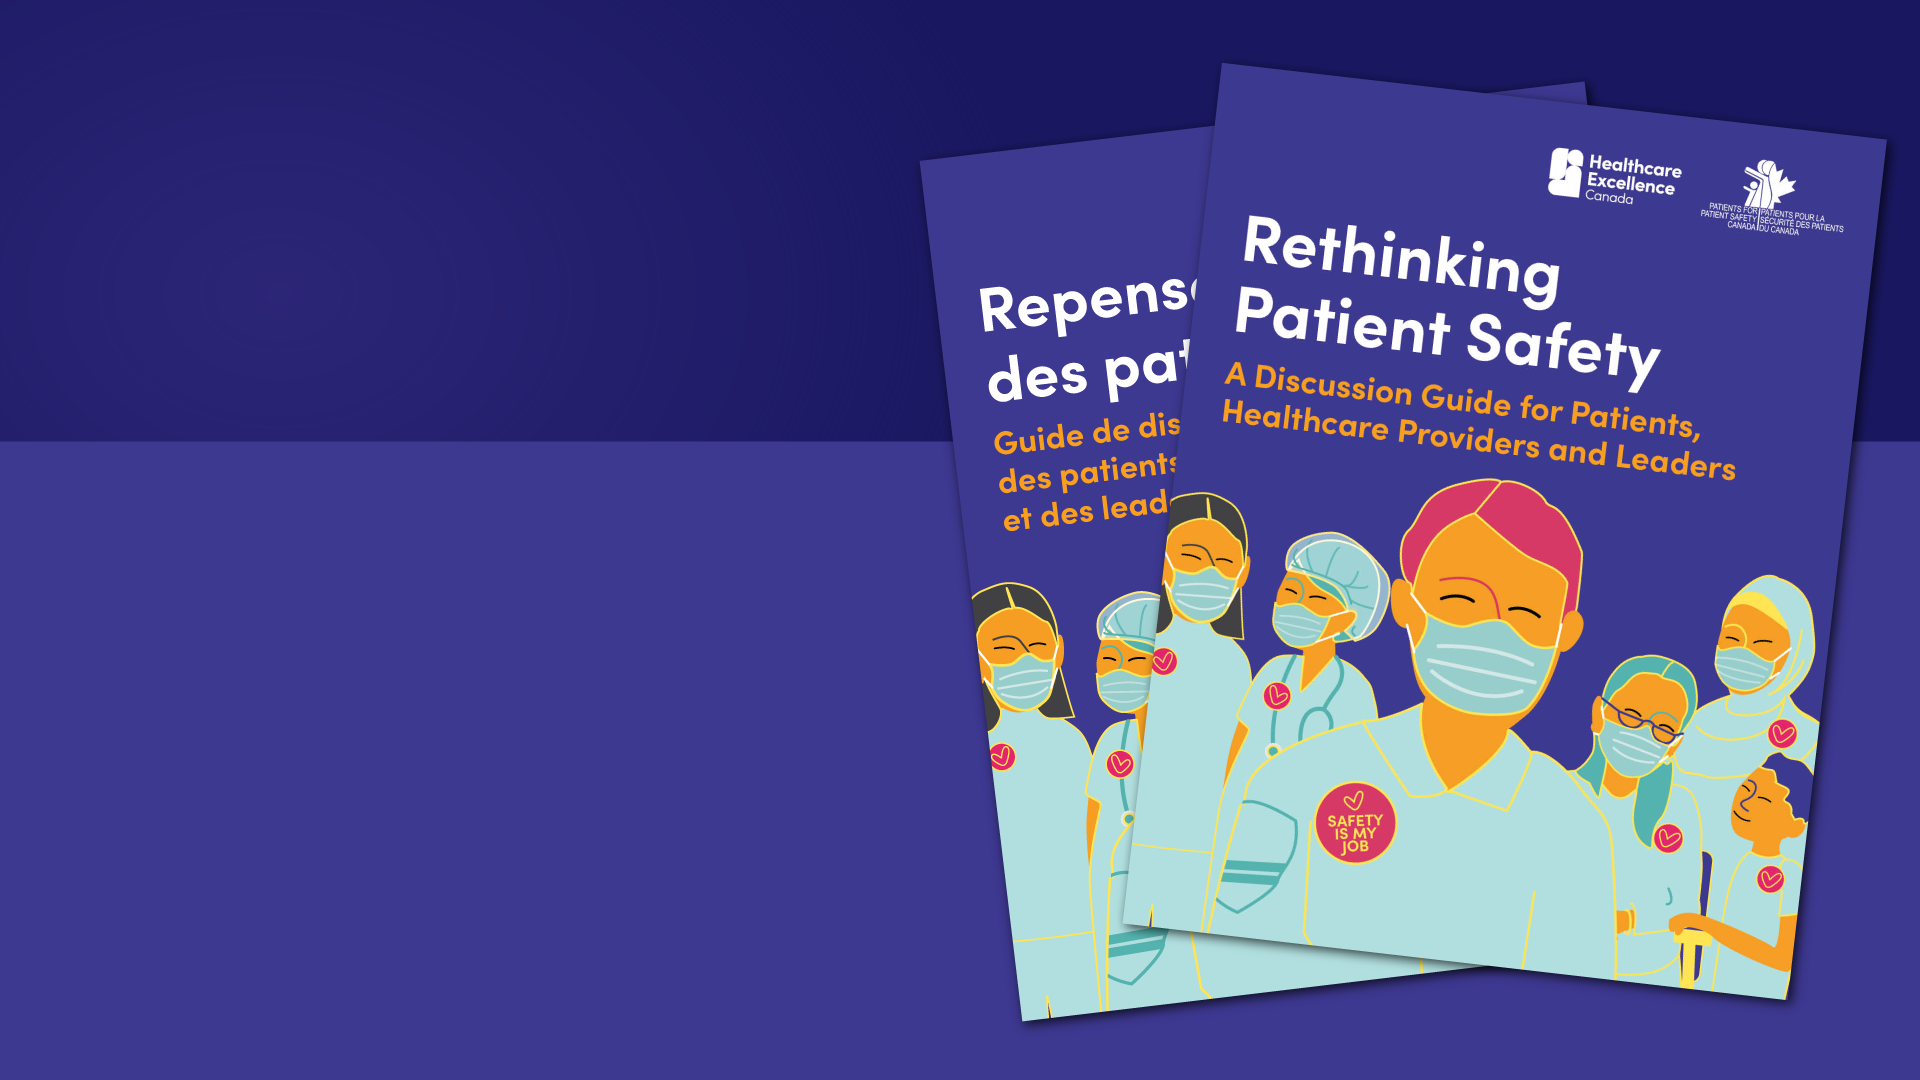 Repens
des pat
Guide de dis
des patients
et des lead
Healthcare
Excellence
Canada
PATIENTS FOR PATIENTS POUR LA
PATIENT SAFETY SÉCURITÉ DES PATIENTS
CANADA DU CANADA
Rethinking
Patient Safety
A Discussion Guide for Patients,
Healthcare Providers and Leaders
SAFETY
IS MY
JOB